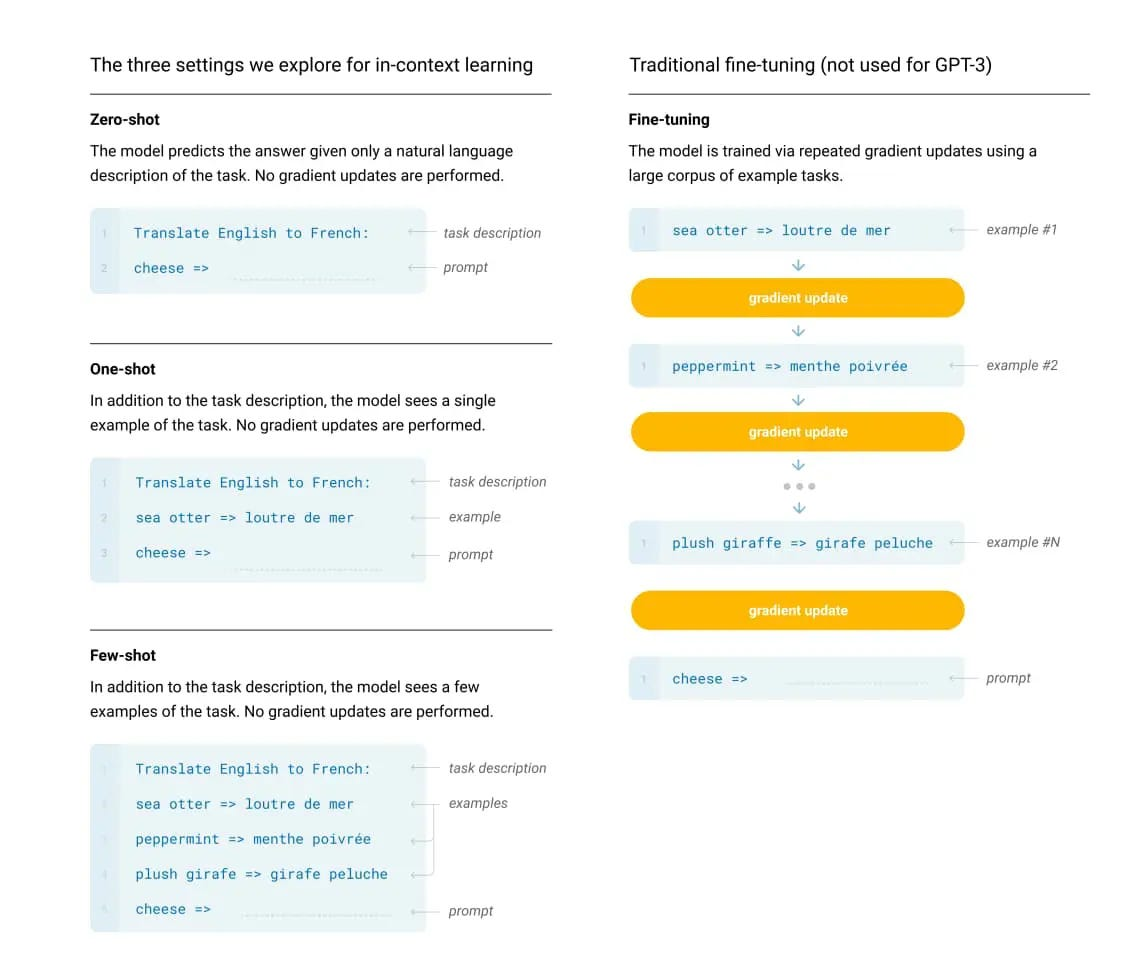 The three settings we explore for in-context learning
Zero-shot
The model predicts the answer given only a natural language
description of the task. No gradient updates are performed.
1 Translate English to French: task description
2 cheese => prompt
One-shot
In addition to the task description, the model sees a single
example of the task. No gradient updates are performed.
1 Translate English to French: task description
2 sea otter => loutre de mer example
3 cheese => prompt
Few-shot
In addition to the task description, the model sees a few
examples of the task. No gradient updates are performed.
Translate English to French: task description
sea otter => loutre de mer examples
peppermint => menthe poivrée
plush girafe => girafe peluche
cheese => prompt
Traditional fine-tuning (not used for GPT-3)
Fine-tuning
The model is trained via repeated gradient updates using a
large corpus of example tasks.
1 sea otter => loutre de mer example #1
gradient update
1 peppermint => menthe poivrée example #2
gradient update
1 plush giraffe => girafe peluche example #N
gradient update
1 cheese => prompt